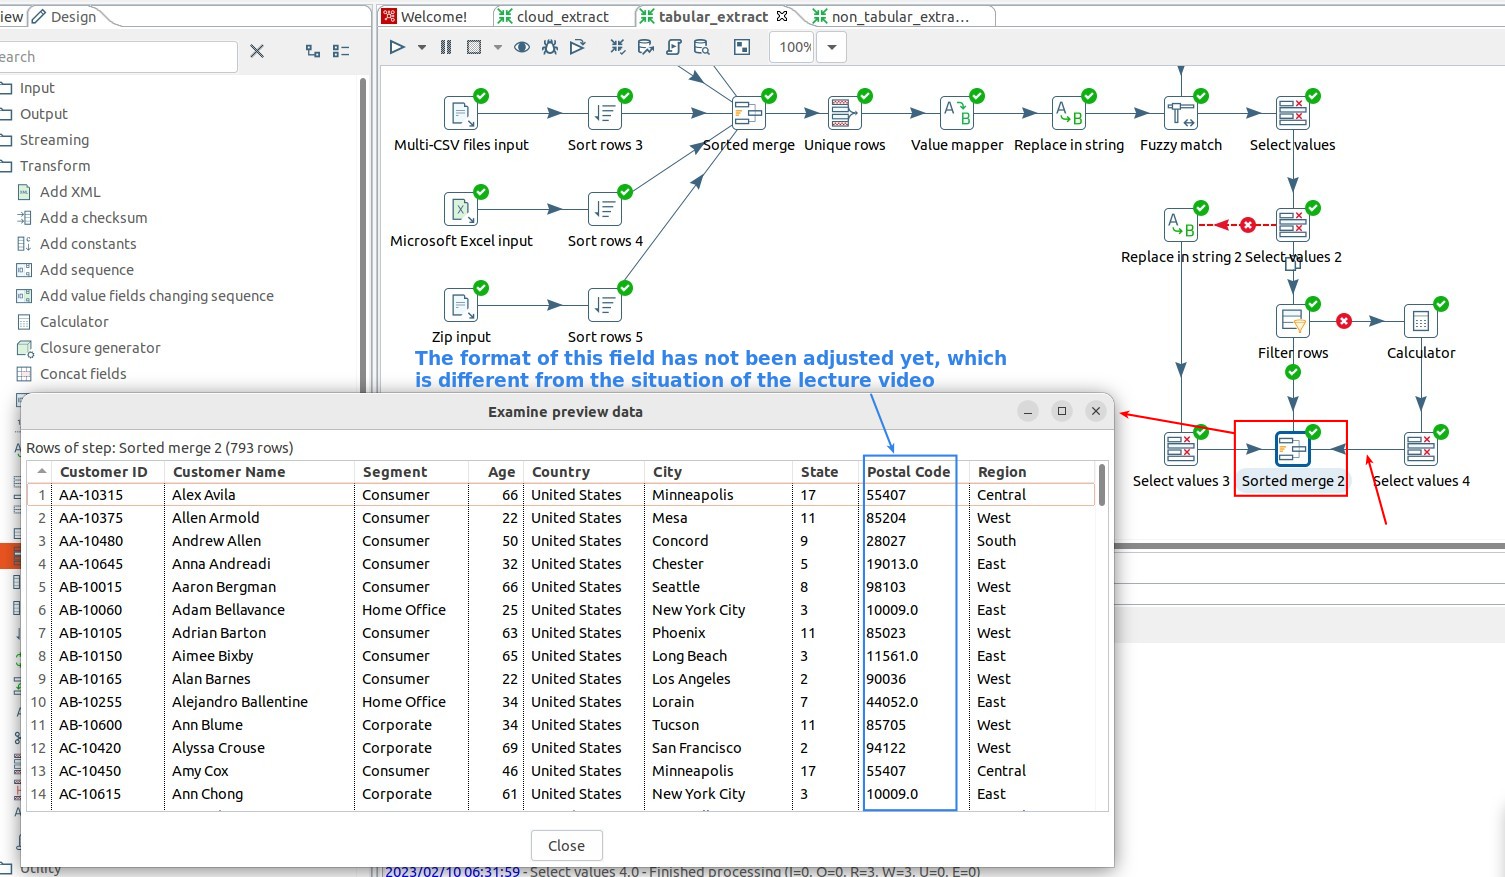 iew Design
Welcome! cloud_extract tabular_extract non_tabular_extra...
earch
100%
Input
Output
Streaming
Transform
Add XML
Add a checksum
Add constants
Add sequence
Add value fields changing sequence
Calculator
Closure generator
Concat fields
Utility
Multi-CSV files input Sort rows 3 Sorted merge Unique rows Value mapper Replace in string Fuzzy match Select values
Microsoft Excel input Sort rows 4
Replace in string 2 Select values 2
Zip input Sort rows 5
Filter rows Calculator
The format of this field has not been adjusted yet, which
is different from the situation of the lecture video
Select values 3 Sorted merge 2 Select values 4
Examine preview data
Rows of step: Sorted merge 2 (793 rows)
Customer ID Customer Name Segment Age Country City State Postal Code Region
1 AA-10315 Alex Avila Consumer 66 United States Minneapolis 17 55407 Central
2 AA-10375 Allen Armold Consumer 22 United States Mesa 11 85204 West
3 AA-10480 Andrew Allen Consumer 50 United States Concord 9 28027 South
4 AA-10645 Anna Andreadi Consumer 32 United States Chester 5 19013.0 East
5 AB-10015 Aaron Bergman Consumer 66 United States Seattle 8 98103 West
6 AB-10060 Adam Bellavance Home Office 25 United States New York City 3 10009.0 East
7 AB-10105 Adrian Barton Consumer 63 United States Phoenix 11 85023 West
8 AB-10150 Aimee Bixby Consumer 65 United States Long Beach 3 11561.0 East
9 AB-10165 Alan Barnes Consumer 22 United States Los Angeles 2 90036 West
10 AB-10255 Alejandro Ballentine Home Office 34 United States Lorain 7 44052.0 East
11 AB-10600 Ann Blume Corporate 34 United States Tucson 11 85705 West
12 AC-10420 Alyssa Crouse Corporate 69 United States San Francisco 2 94122 West
13 AC-10450 Amy Cox Consumer 46 United States Minneapolis 17 55407 Central
14 AC-10615 Ann Chong Corporate 61 United States New York City 3 10009.0 East
Close
2023/02/10 06:31:59 - Select values 4.0 - Finished processing (I=0, O=0, R=3, W=3, U=0, E=0)